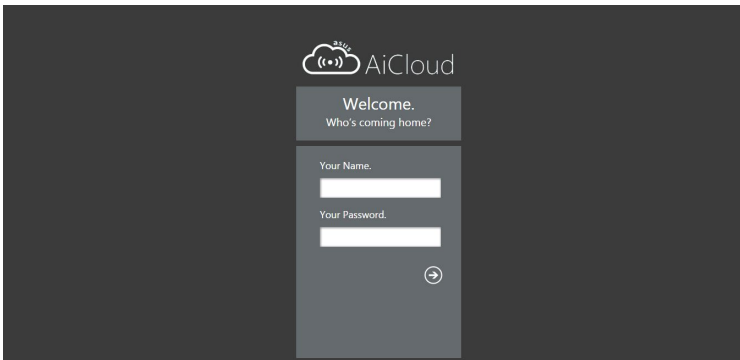 ASUS
AiCloud
Welcome.
Who's coming home?
Your Name.
Your Password.